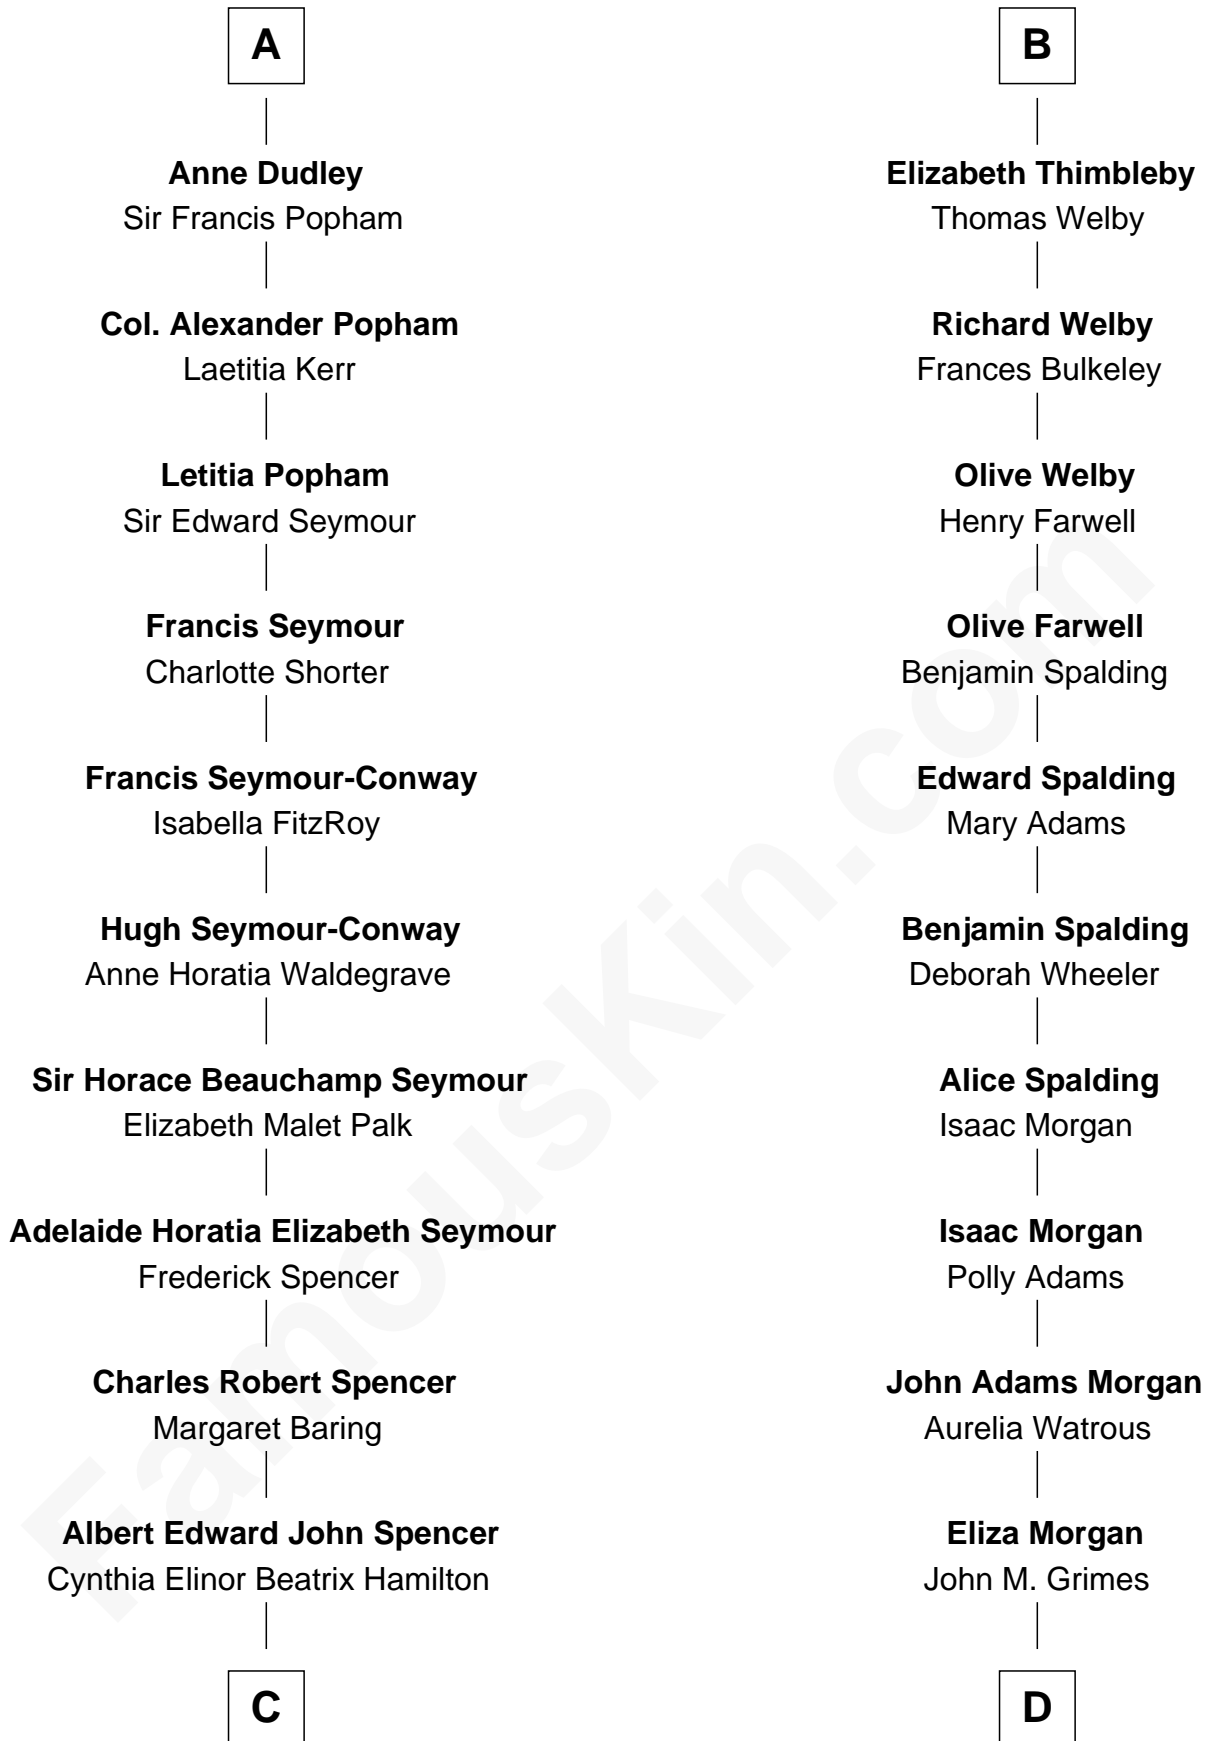 A
Anne Dudley
Sir Francis Popham
Col. Alexander Popham
Laetitia Kerr
Letitia Popham
Sir Edward Seymour
Francis Seymour
Charlotte Shorter
Francis Seymour-Conway
Isabella FitzRoy
Hugh Seymour-Conway
Anne Horatia Waldegrave
Sir Horace Beauchamp Seymour
Elizabeth Malet Palk
Adelaide Horatia Elizabeth Seymour
Frederick Spencer
Charles Robert Spencer
Margaret Baring
Albert Edward John Spencer
Cynthia Elinor Beatrix Hamilton
C
B
Elizabeth Thimbleby
Thomas Welby
Richard Welby
Frances Bulkeley
Olive Welby
Henry Farwell
Olive Farwell
Benjamin Spalding
Edward Spalding
Mary Adams
Benjamin Spalding
Deborah Wheeler
Alice Spalding
Isaac Morgan
Isaac Morgan
Polly Adams
John Adams Morgan
Aurelia Watrous
Eliza Morgan
John M. Grimes
D
FamousKin.com